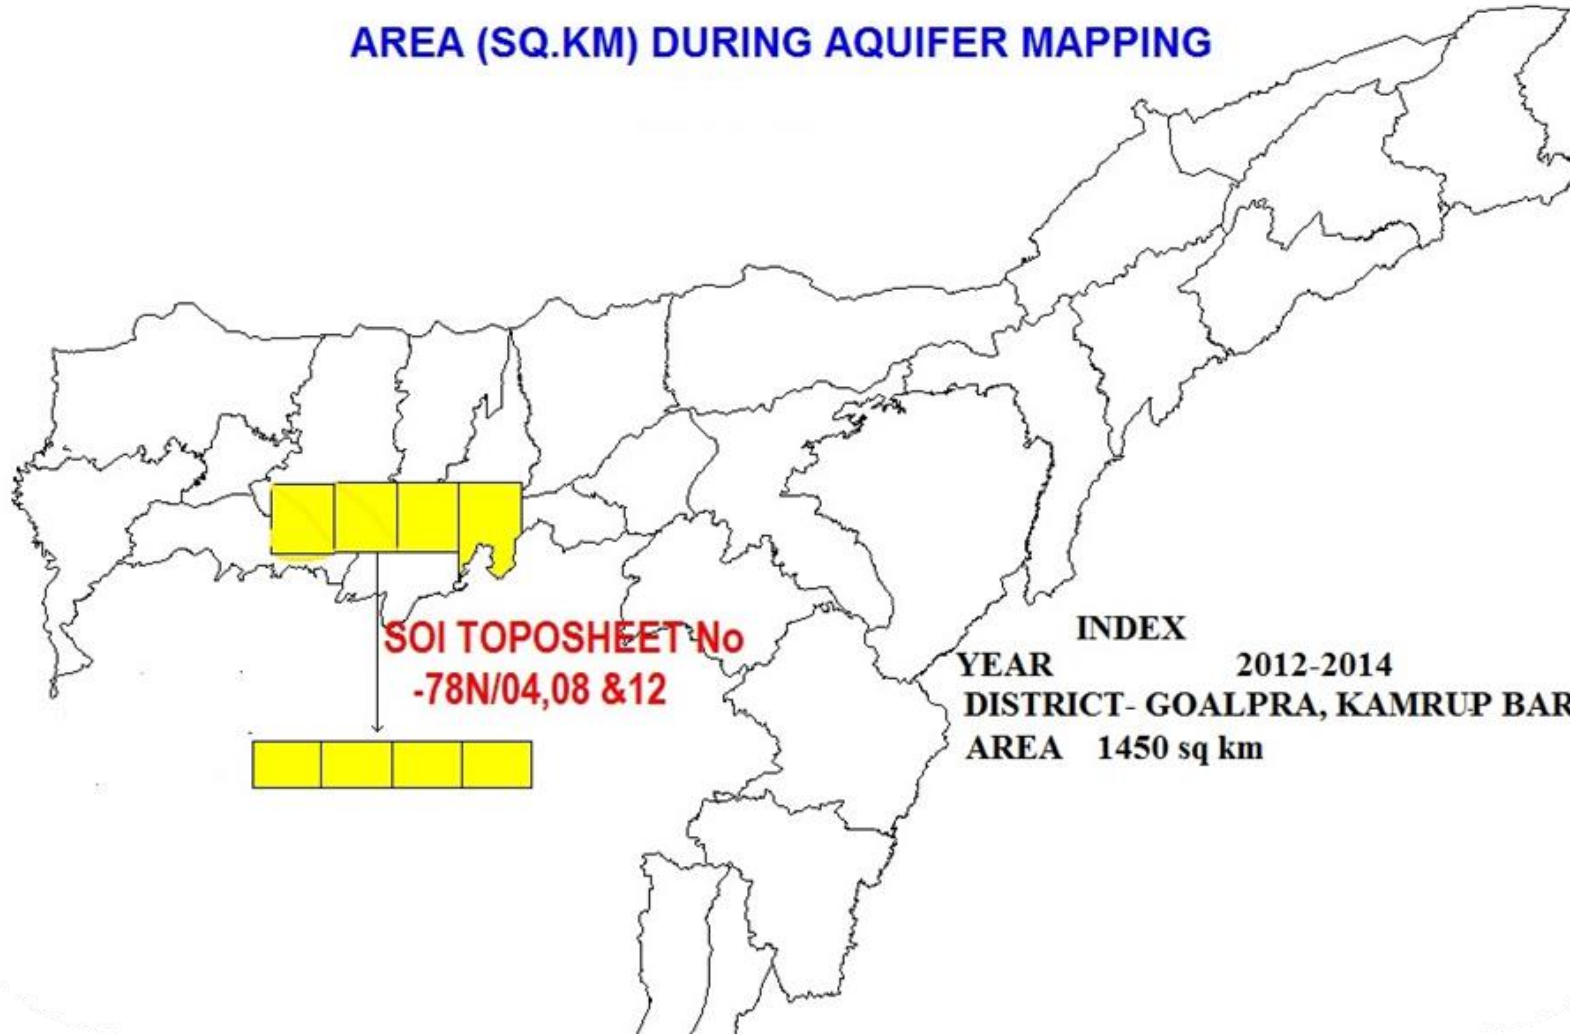 AREA (SQ.KM) DURING AQUIFER MAPPING
SOI TOPOSHEET No
-78N/04,08 &12
INDEX
YEAR 2012-2014
DISTRICT- GOALPRA, KAMRUP BAR
AREA 1450 sq km